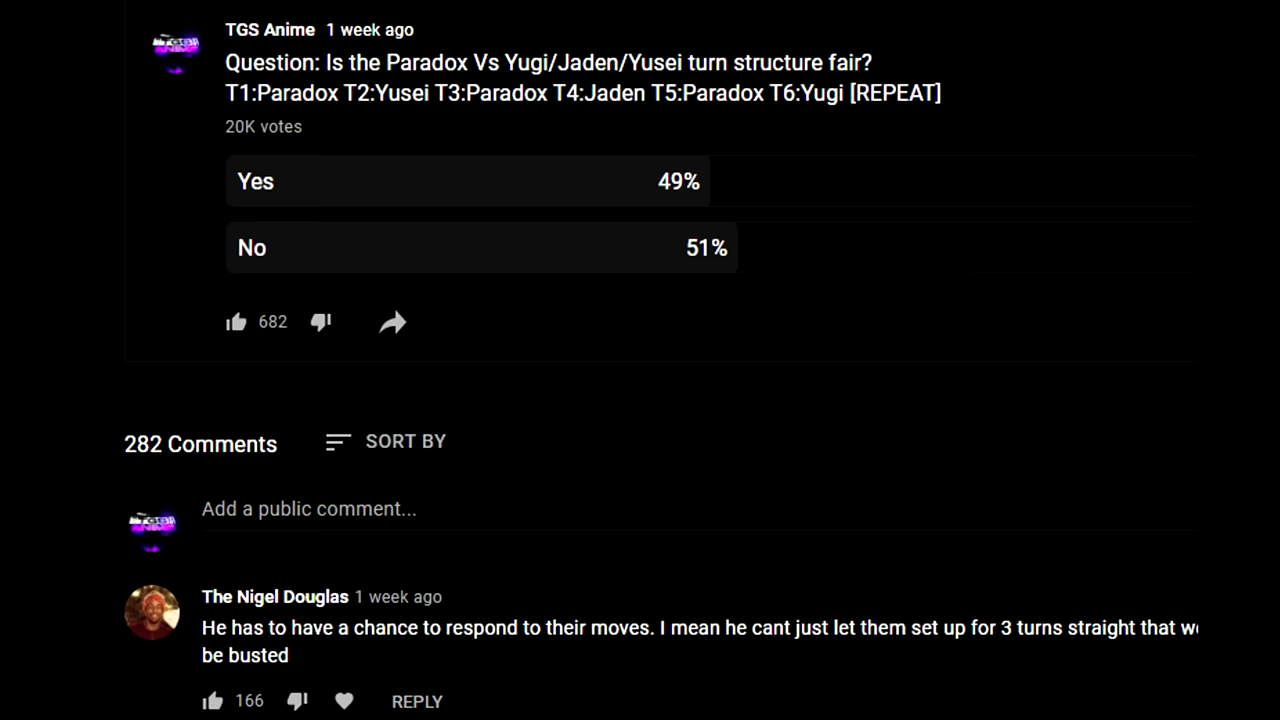 TGS Anime 1 week ago
Question: Is the Paradox Vs Yugi/Jaden/Yusei turn structure fair?
T1:Paradox T2:Yusei T3:Paradox T4:Jaden T5:Paradox T6:Yugi [REPEAT]
20K votes
Yes 49%
No 51%
682
282 Comments SORT BY
Add a public comment...
The Nigel Douglas 1 week ago
He has to have a chance to respond to their moves. I mean he cant just let them set up for 3 turns straight that
be busted
166 REPLY